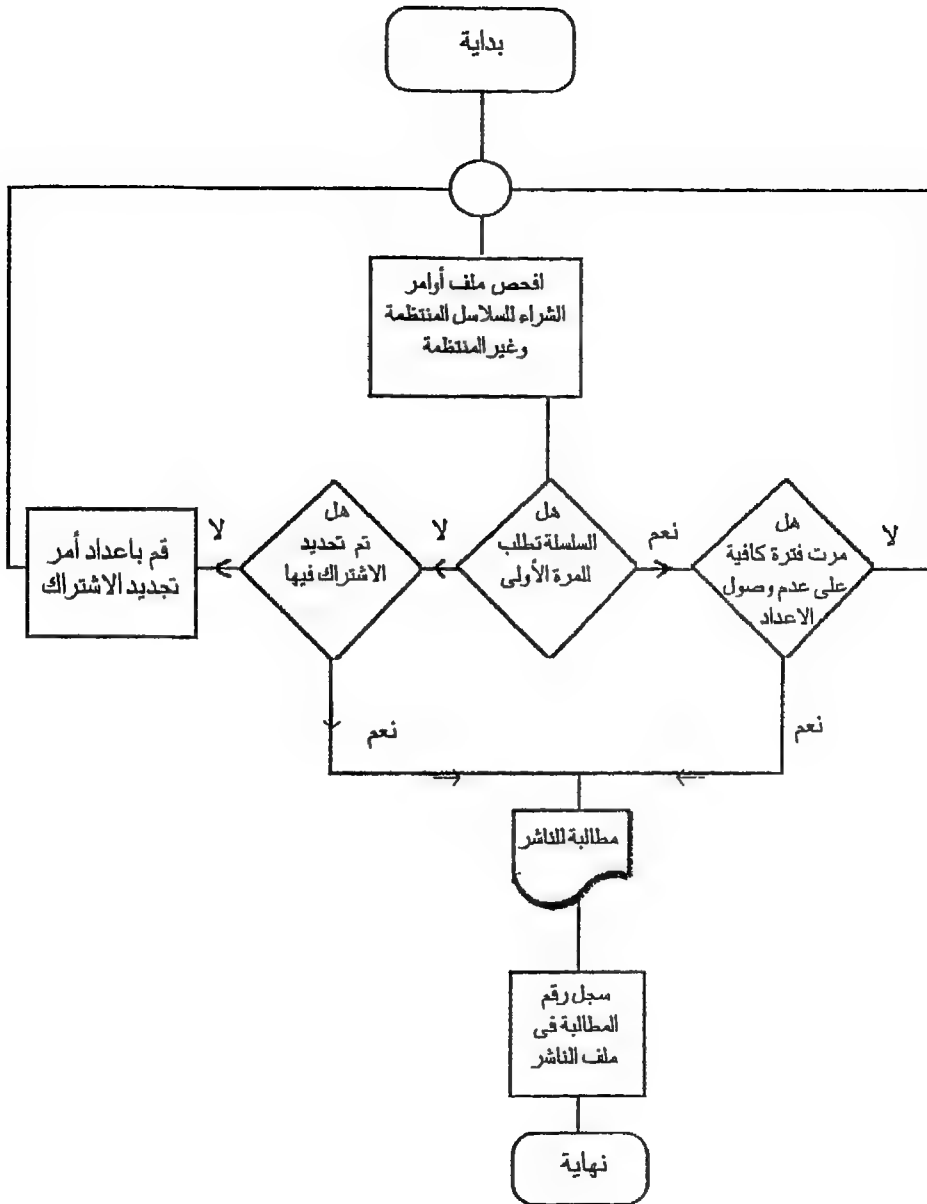 بداية
افحص ملف أوامر
الشراء للسلاسل المنتظمة
وغير المنتظمة
هل
السلسلة تطلب
للمرة الأولى
نعم
لا
هل
مرت فترة كافية
على عدم وصول
الاعداد
لا
نعم
هل
تم تحديد
الاشتراك فيها
لا
نعم
قم باعداد أمر
تجديد الاشتراك
مطالبة للناشر
سجل رقم
المطالبة فى
ملف الناشر
نهاية